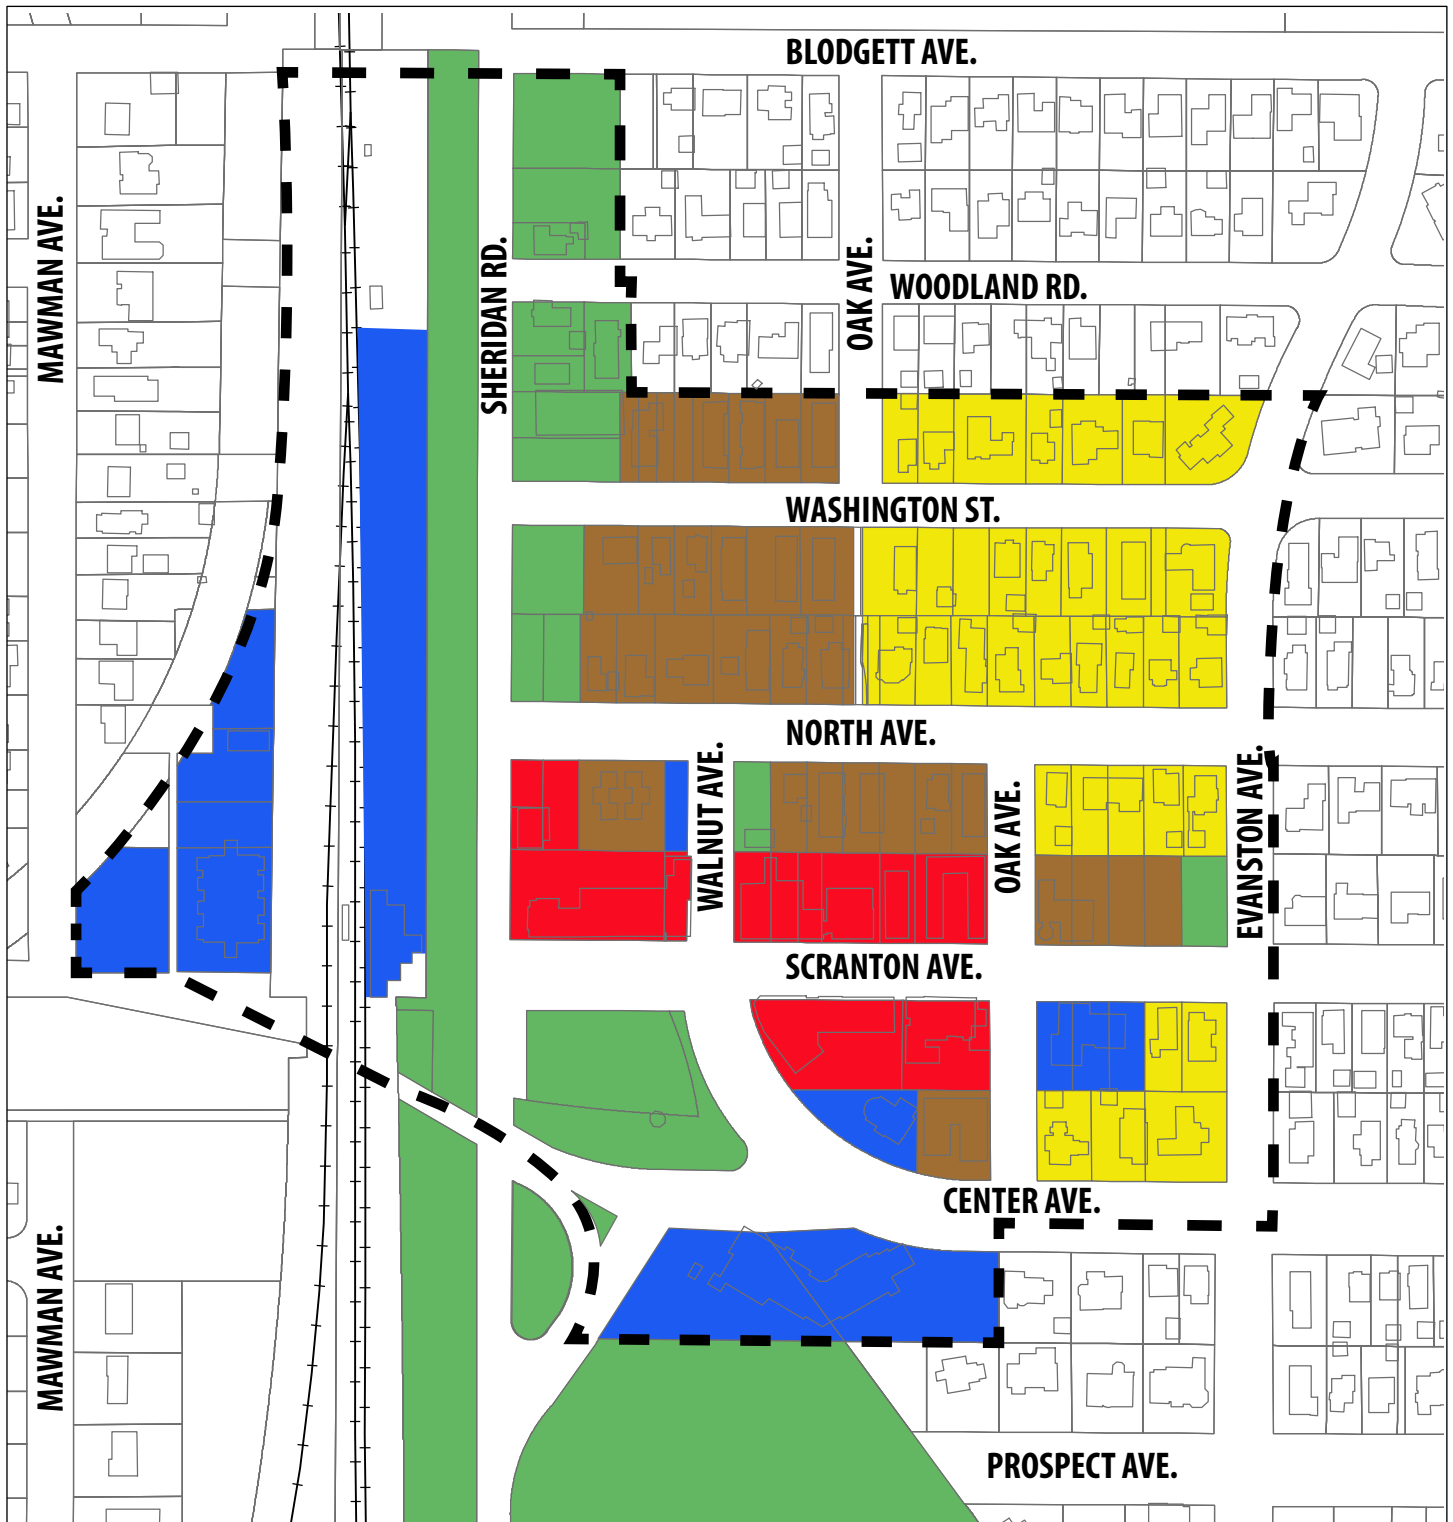 BLODGETT AVE.
MAWMAN AVE.
SHERIDAN RD.
OAK AVE.
WOODLAND RD.
WASHINGTON ST.
NORTH AVE.
WALNUT AVE.
OAK AVE.
EVANSTON AVE.
SCRANTON AVE.
CENTER AVE.
MAWMAN AVE.
PROSPECT AVE.